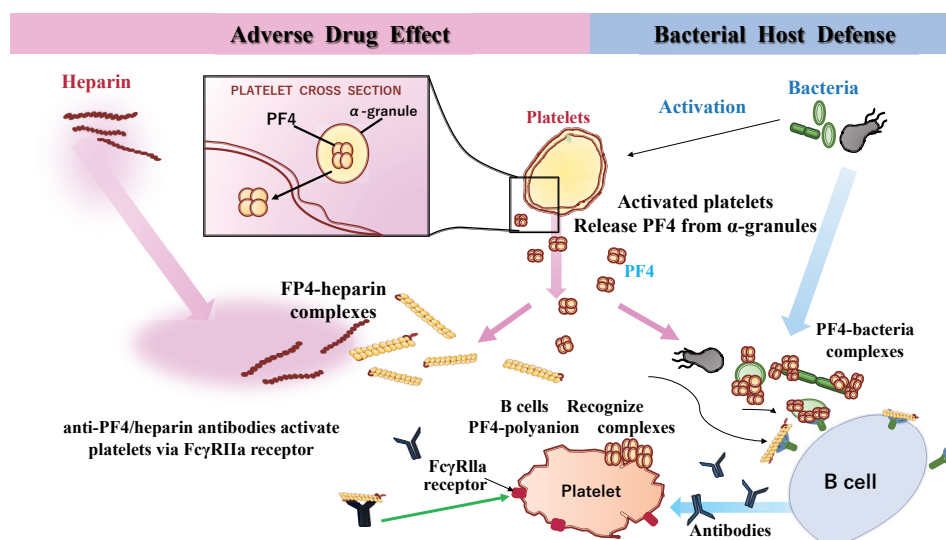 Adverse Drug Effect
Bacterial Host Defense
Heparin
PLATELET CROSS SECTION
PF4
α-granule
Platelets
Activation
Bacteria
Activated platelets
Release PF4 from α-granules
PF4
FP4-heparin
complexes
PF4-bacteria
complexes
anti-PF4/heparin antibodies activate
platelets via FcγRIIa receptor
B cells Recognize
PF4-polyanion complexes
FcγRIIa
receptor
Platelet
B cell
Antibodies